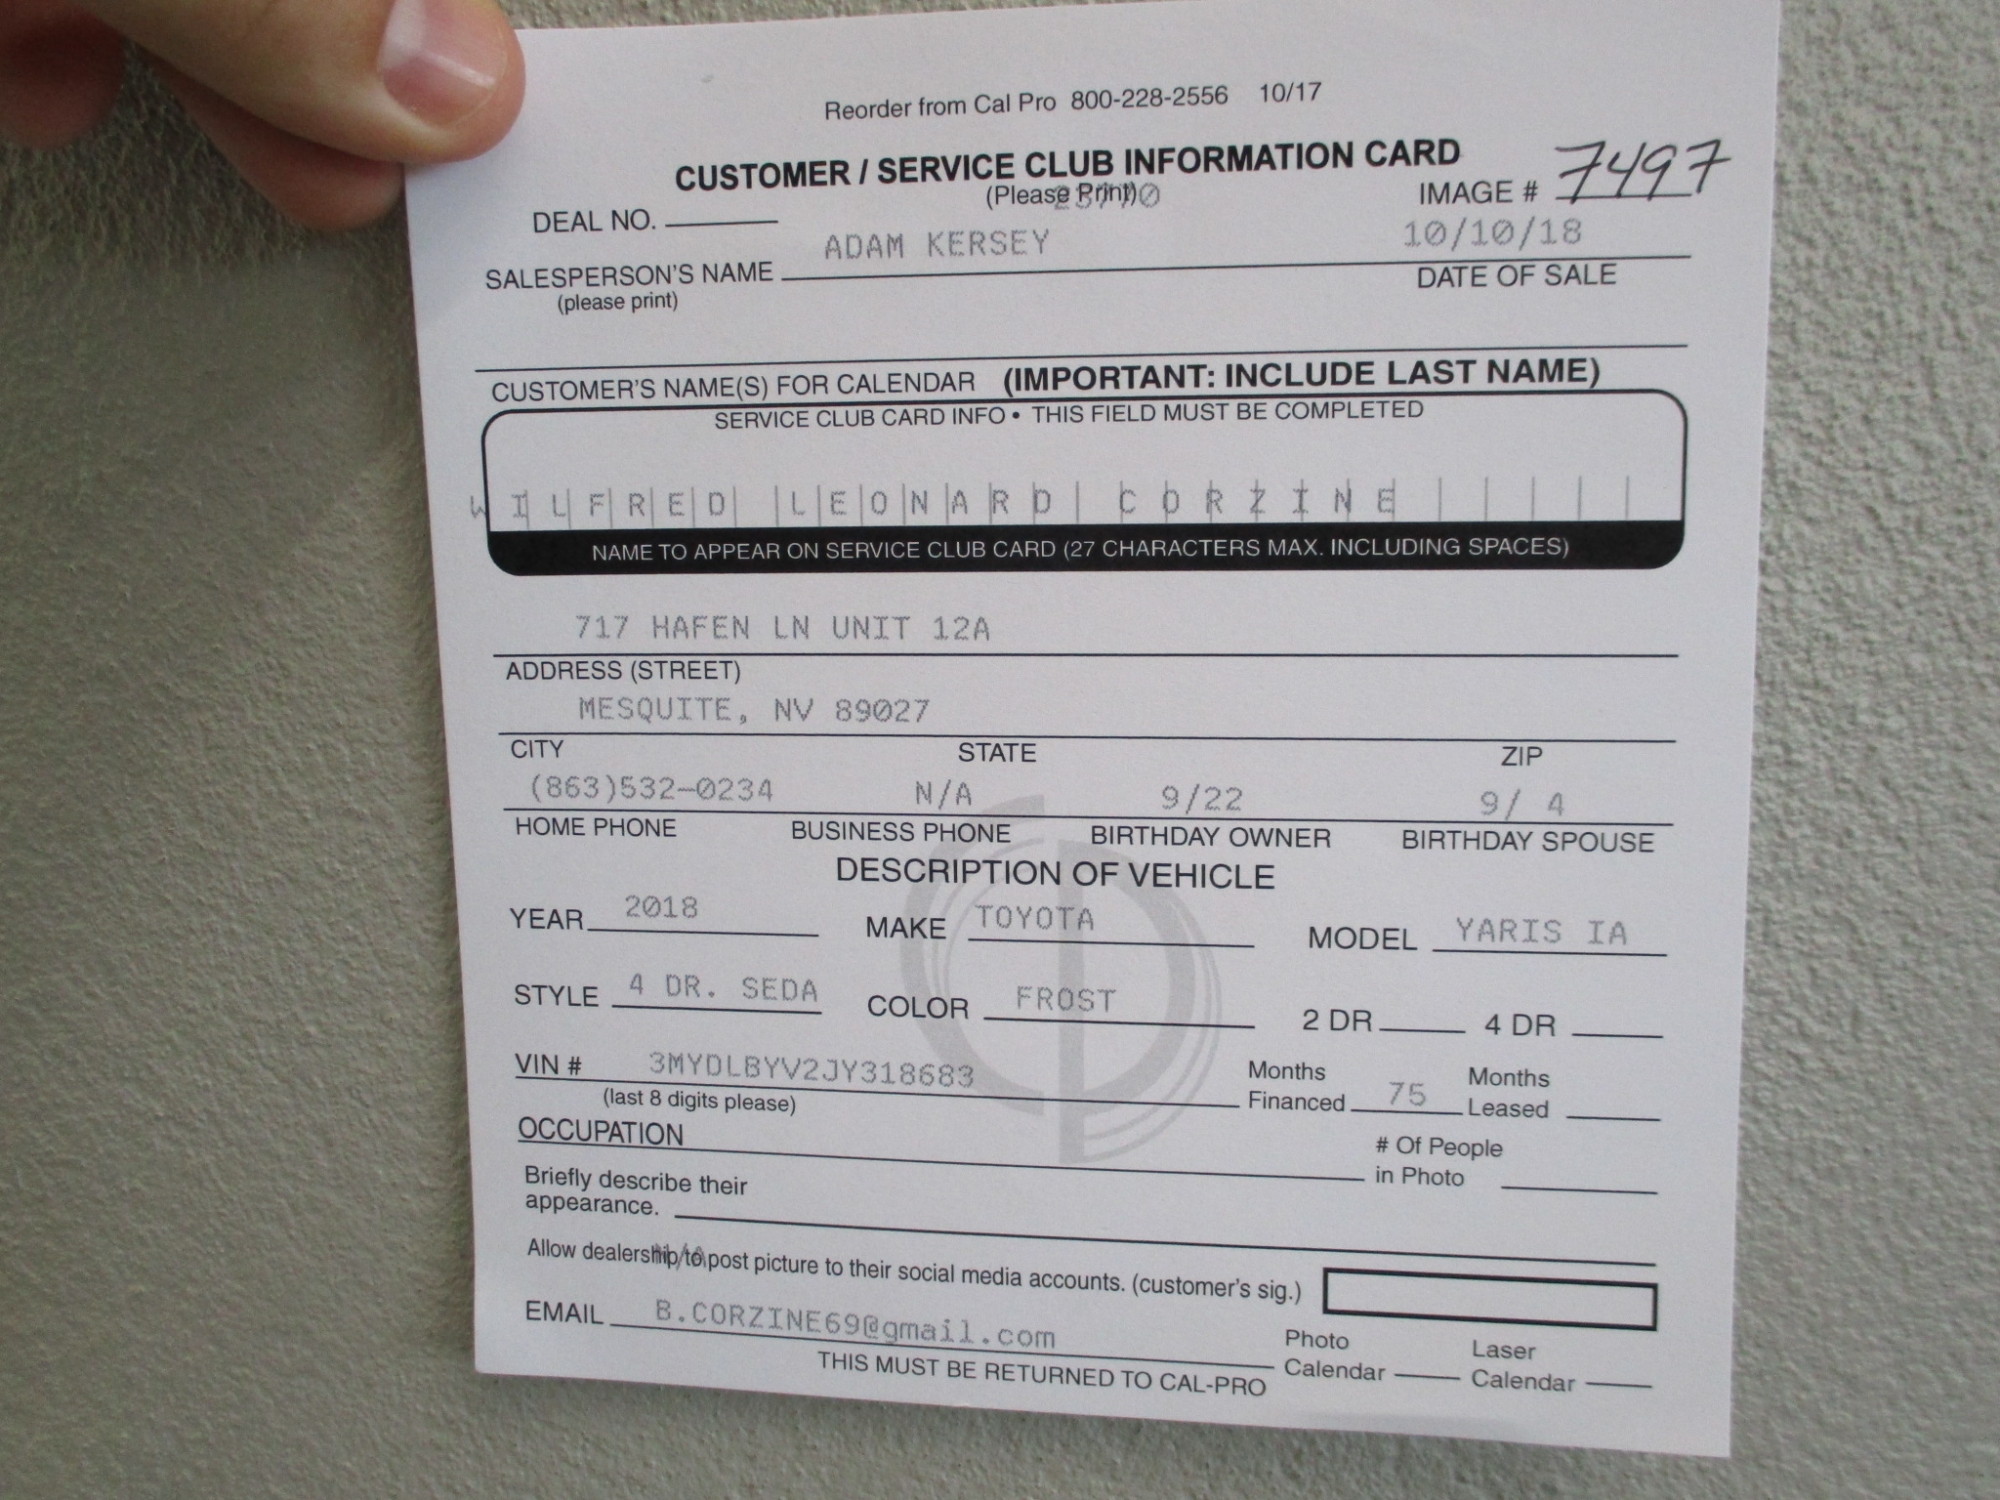 Reorder from Cal Pro 800-228-2556 10/17
CUSTOMER / SERVICE CLUB INFORMATION CARD
(Please Print)
IMAGE # 7497
DEAL NO.
ADAM KERSEY 10/10/18
SALESPERSON'S NAME DATE OF SALE
(please print)
CUSTOMER'S NAME(S) FOR CALENDAR (IMPORTANT: INCLUDE LAST NAME)
SERVICE CLUB CARD INFO • THIS FIELD MUST BE COMPLETED
WILFRED LEONARD CORZINE
NAME TO APPEAR ON SERVICE CLUB CARD (27 CHARACTERS MAX. INCLUDING SPACES)
717 HAFEN LN UNIT 12A
ADDRESS (STREET)
MESQUITE, NV 89027
CITY STATE ZIP
(863)532-0234 N/A 9/22 9/ 4
HOME PHONE BUSINESS PHONE BIRTHDAY OWNER BIRTHDAY SPOUSE
DESCRIPTION OF VEHICLE
YEAR 2018 MAKE TOYOTA MODEL YARIS IA
STYLE 4 DR. SEDA COLOR FROST 2 DR 4 DR
VIN # 3MYDLBYV2JY318683 Months Financed 75 Months Leased
(last 8 digits please)
OCCUPATION # Of People in Photo
Briefly describe their
appearance.
Allow dealership to post picture to their social media accounts. (customer's sig.)
EMAIL B.CORZINE69@gmail.com Photo Calendar Laser Calendar
THIS MUST BE RETURNED TO CAL-PRO